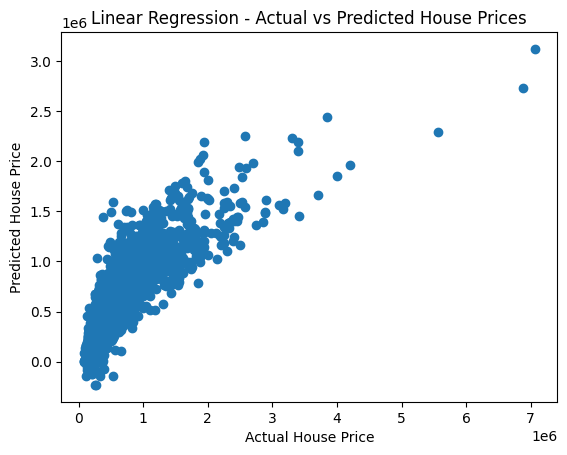 Linear Regression - Actual vs Predicted House Prices
1e6
3.0
2.5
2.0
1.5
1.0
0.5
0.0
Predicted House Price
0 1 2 3 4 5 6 7
1e6
Actual House Price